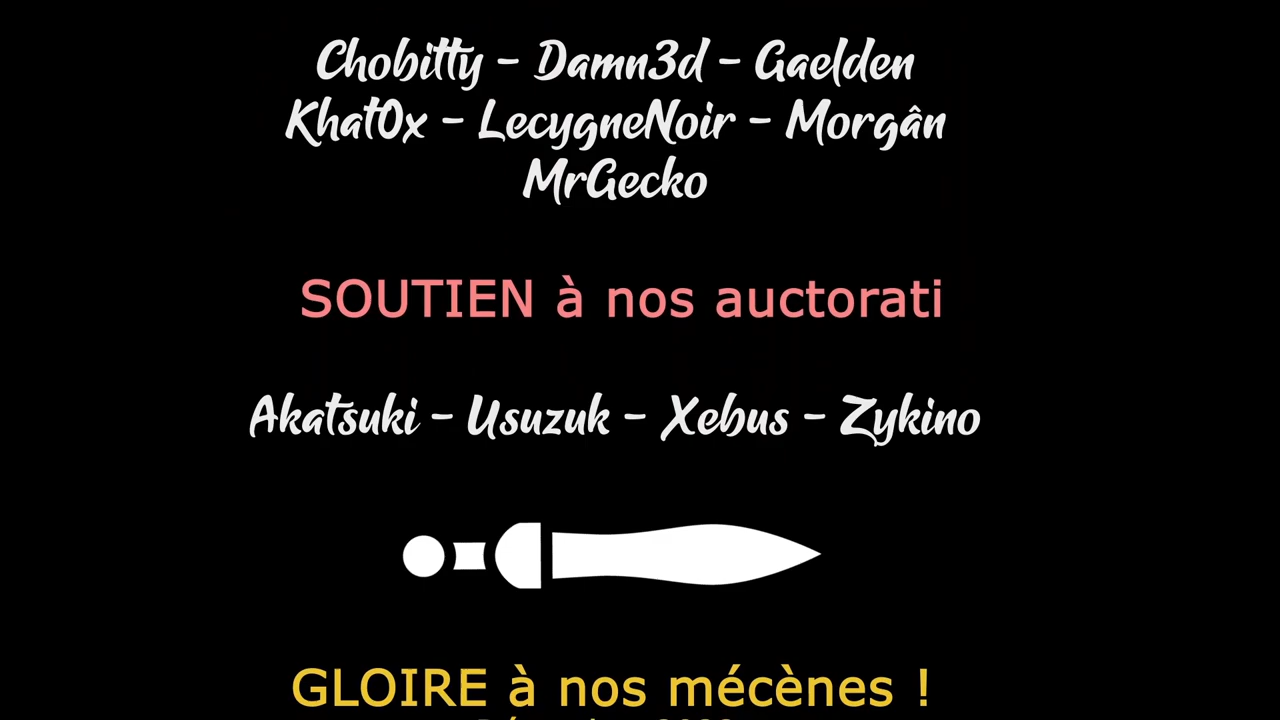 Chobitty - Damn3d - Gaelden
Khat0x - LecygneNoir - Morgân
MrGecko
SOUTIEN à nos auctorati
Akatsuki - Usuzuk - Xebus - Zykino
GLOIRE à nos mécènes !